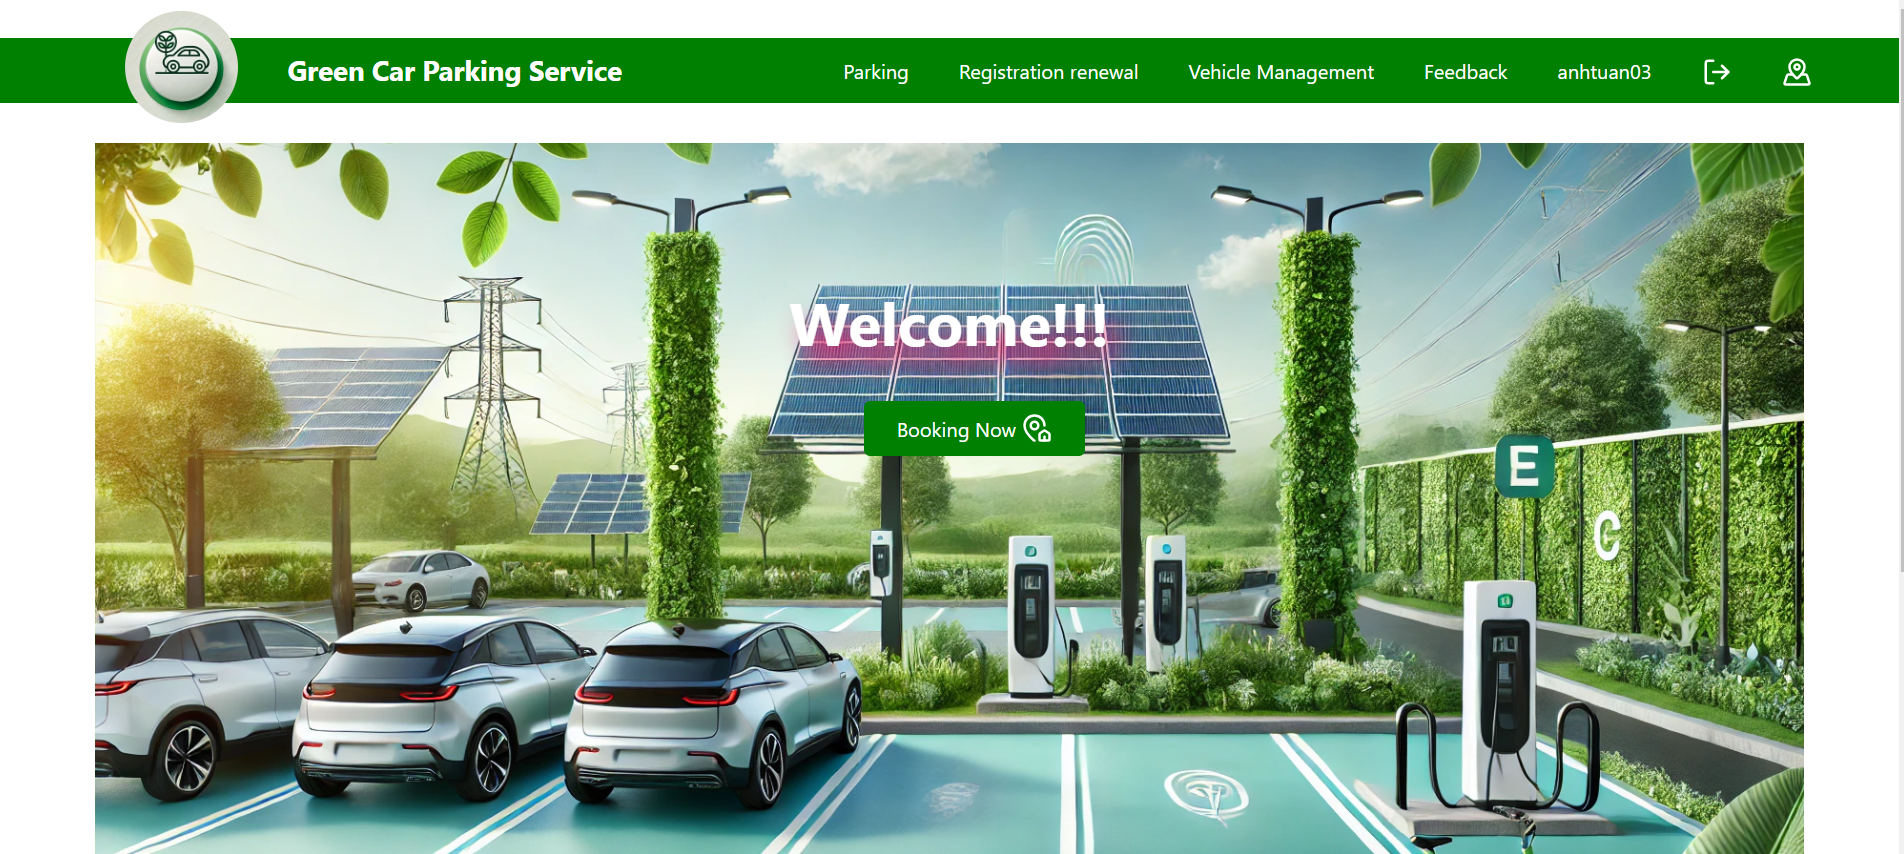 Green Car Parking Service
Parking
Registration renewal
Vehicle Management
Feedback
anhtuan03
Welcome!!!
Booking Now
E
C